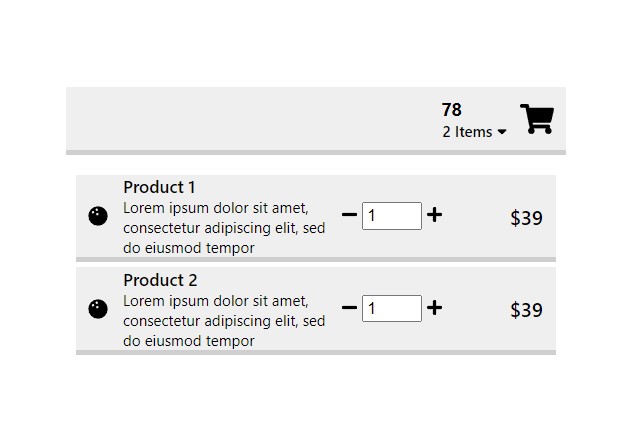 78
2 Items
Product 1
Lorem ipsum dolor sit amet,
consectetur adipiscing elit, sed
do eiusmod tempor
1
$39
Product 2
Lorem ipsum dolor sit amet,
consectetur adipiscing elit, sed
do eiusmod tempor
1
$39